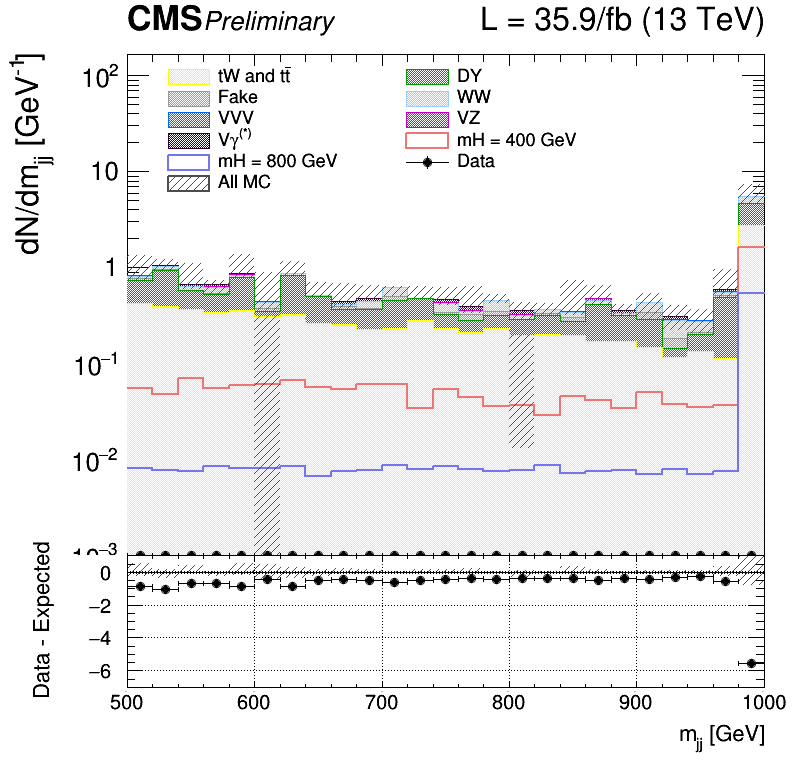 CMS Preliminary L = 35.9/fb (13 TeV)
dN/dm_jj [GeV⁻¹]
10²
10
1
10⁻¹
10⁻²
10⁻³
tW and tt̄
DY
Fake
WW
VVV
VZ
Vγ⁽*⁾
mH = 400 GeV
mH = 800 GeV
Data
All MC
Data - Expected
0
−2
−4
−6
500 600 700 800 900 1000
m_jj [GeV]